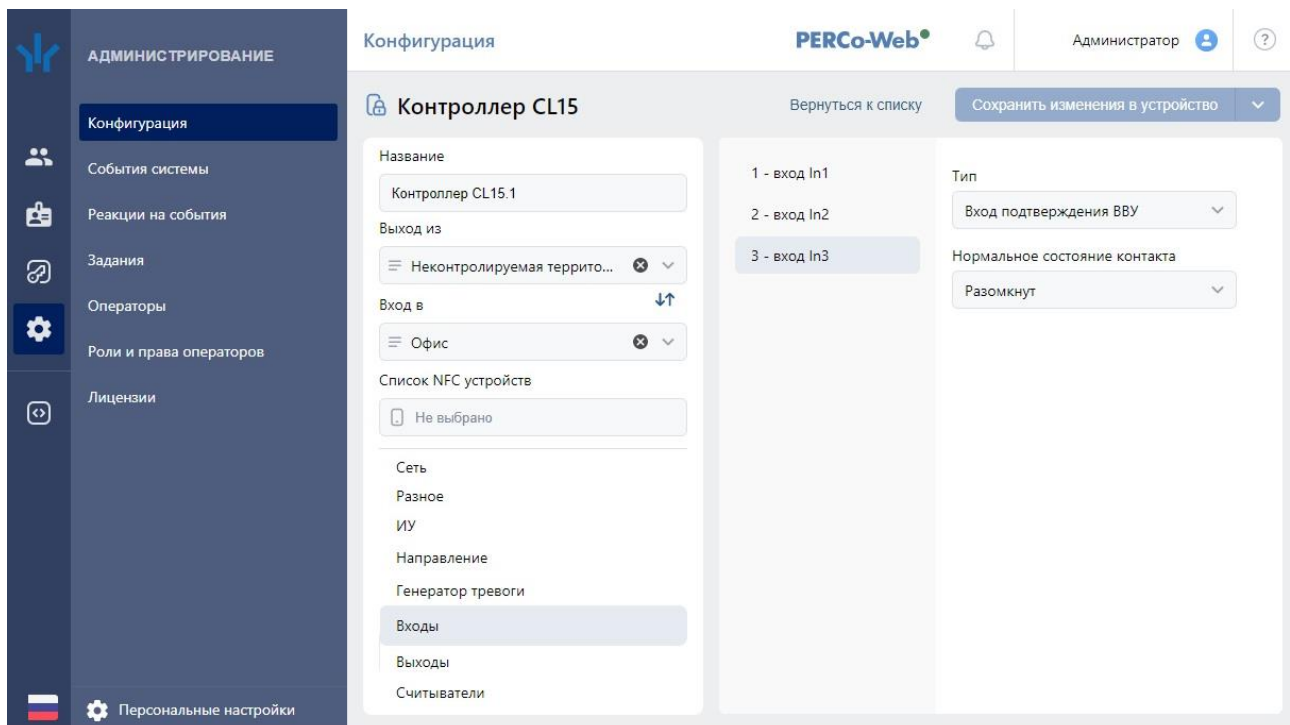 АДМИНИСТРИРОВАНИЕ
Конфигурация
События системы
Реакции на события
Задания
Операторы
Роли и права операторов
Лицензии
Персональные настройки
Конфигурация
PERCo-Web
Администратор
?
Контроллер CL15
Вернуться к списку
Сохранить изменения в устройство
Название
Контроллер CL15.1
Выход из
Неконтролируемая террито...
Вход в
Офис
Список NFC устройств
Не выбрано
Сеть
Разное
ИУ
Направление
Генератор тревоги
Входы
Выходы
Считыватели
1 - вход In1
2 - вход In2
3 - вход In3
Тип
Вход подтверждения ВВУ
Нормальное состояние контакта
Разомкнут